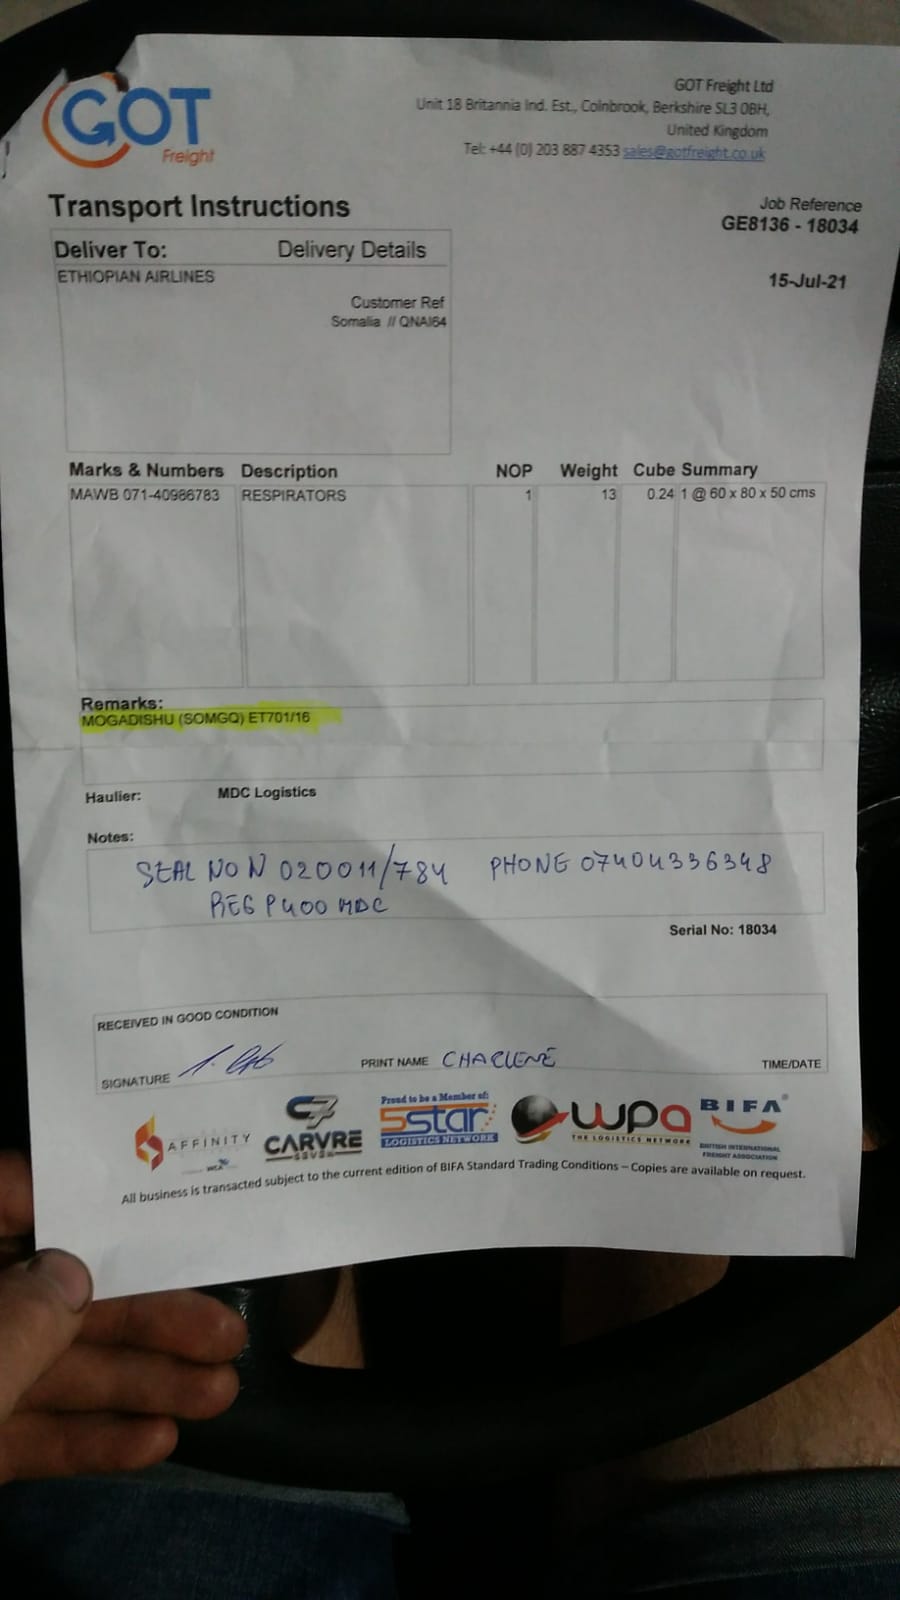 GOT
Freight
GOT Freight Ltd
Unit 18 Britannia Ind. Est., Colnbrook, Berkshire SL3 0BH,
United Kingdom
Tel: +44 (0) 203 887 4353 sales@gotfreight.co.uk
Transport Instructions
Job Reference
GE8136 - 18034
15-Jul-21
Deliver To: Delivery Details
ETHIOPIAN AIRLINES
Customer Ref
Somalia // QNAI64
Marks & Numbers Description NOP Weight Cube Summary
MAWB 071-40986783 RESPIRATORS 1 13 0.24 1 @ 60 x 80 x 50 cms
Remarks:
MOGADISHU (SOMGQ) ET701/16
Haulier: MDC Logistics
Notes:
SEAL NO N 020011/784 PHONE 07404336348
REG P400 MDC
Serial No: 18034
RECEIVED IN GOOD CONDITION
SIGNATURE PRINT NAME CHARLENE TIME/DATE
AFFINITY
WCA
C7
CARVRE
SEVEN
Proud to be a Member of:
5star
LOGISTICS NETWORK
wpa
THE LOGISTICS NETWORK
BIFA
BRITISH INTERNATIONAL
FREIGHT ASSOCIATION
All business is transacted subject to the current edition of BIFA Standard Trading Conditions – Copies are available on request.